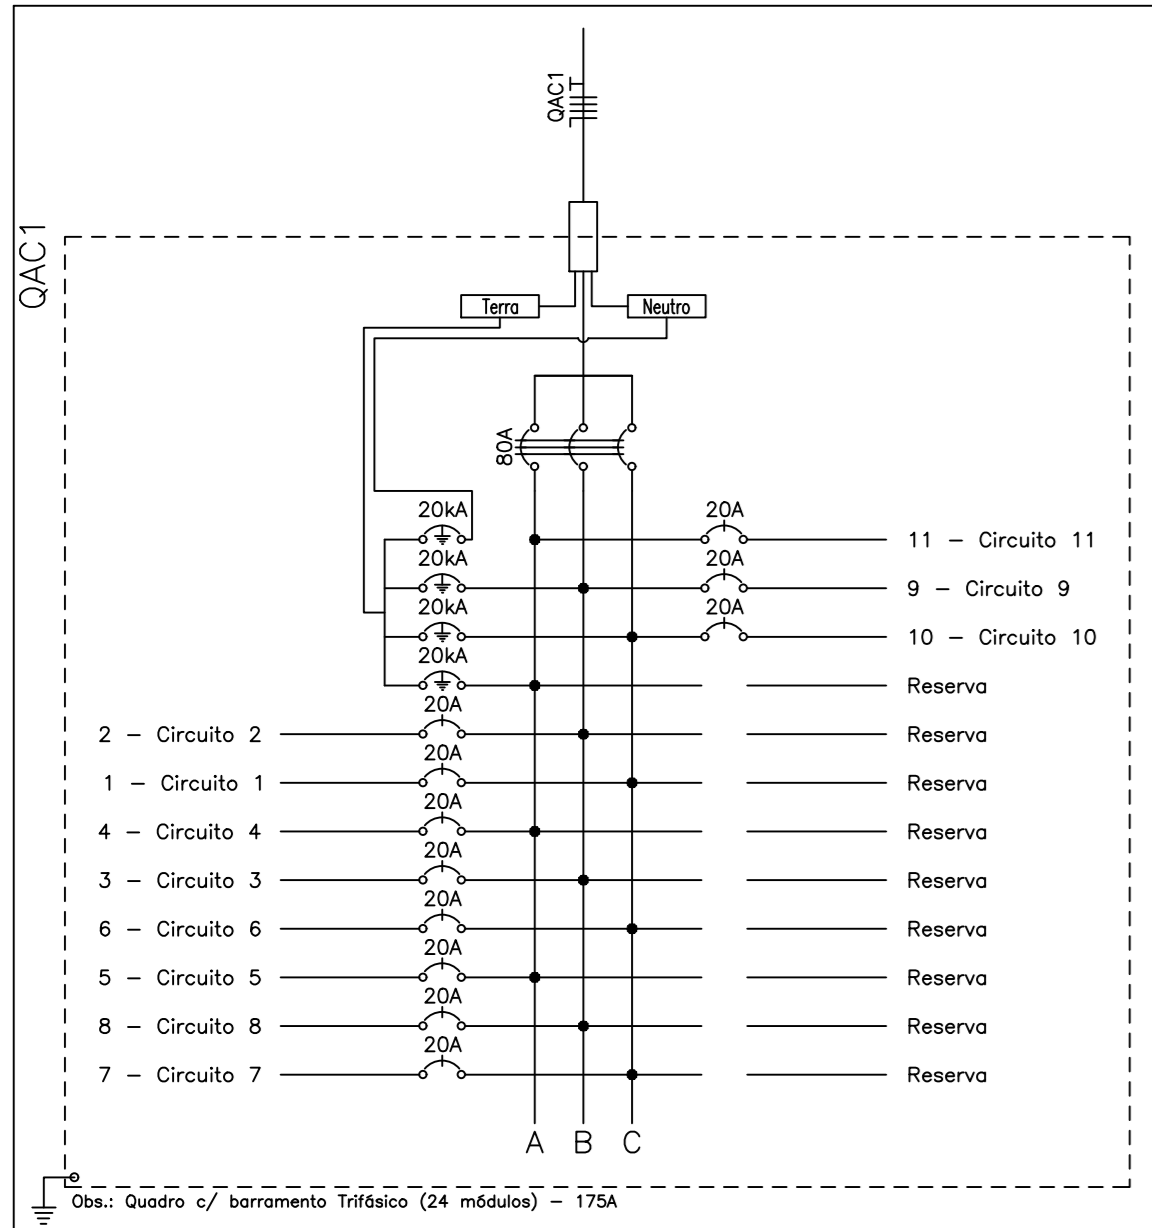 QAC1
QAC1
Terra
Neutro
80A
20kA
20A
11 – Circuito 11
20kA
20A
9 – Circuito 9
20kA
20A
10 – Circuito 10
20kA
Reserva
20A
2 – Circuito 2
Reserva
20A
1 – Circuito 1
Reserva
20A
4 – Circuito 4
Reserva
20A
3 – Circuito 3
Reserva
20A
6 – Circuito 6
Reserva
20A
5 – Circuito 5
Reserva
20A
8 – Circuito 8
Reserva
20A
7 – Circuito 7
Reserva
A B C
Obs.: Quadro c/ barramento Trifásico (24 módulos) – 175A